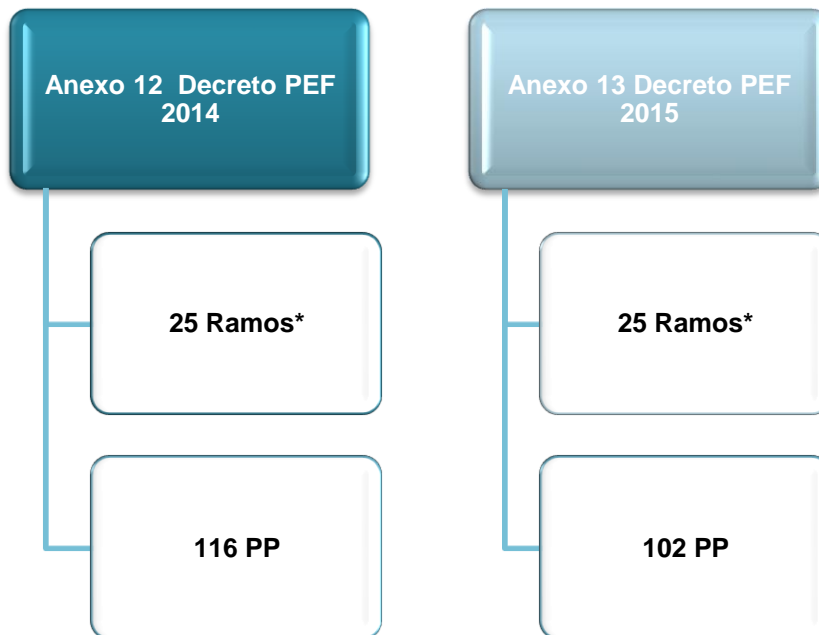 Anexo 12 Decreto PEF
2014
25 Ramos*
116 PP
Anexo 13 Decreto PEF
2015
25 Ramos*
102 PP